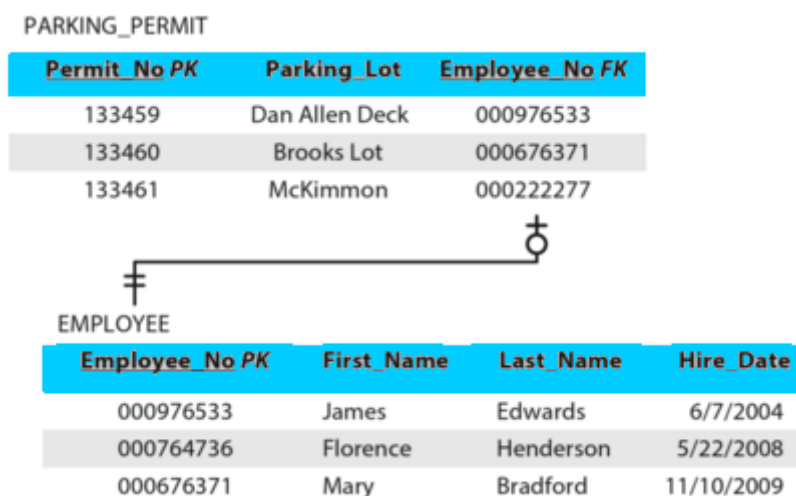 PARKING_PERMIT
Permit_No PK Parking_Lot Employee_No FK
133459 Dan Allen Deck 000976533
133460 Brooks Lot 000676371
133461 McKimmon 000222277
EMPLOYEE
Employee_No PK First_Name Last_Name Hire_Date
000976533 James Edwards 6/7/2004
000764736 Florence Henderson 5/22/2008
000676371 Mary Bradford 11/10/2009